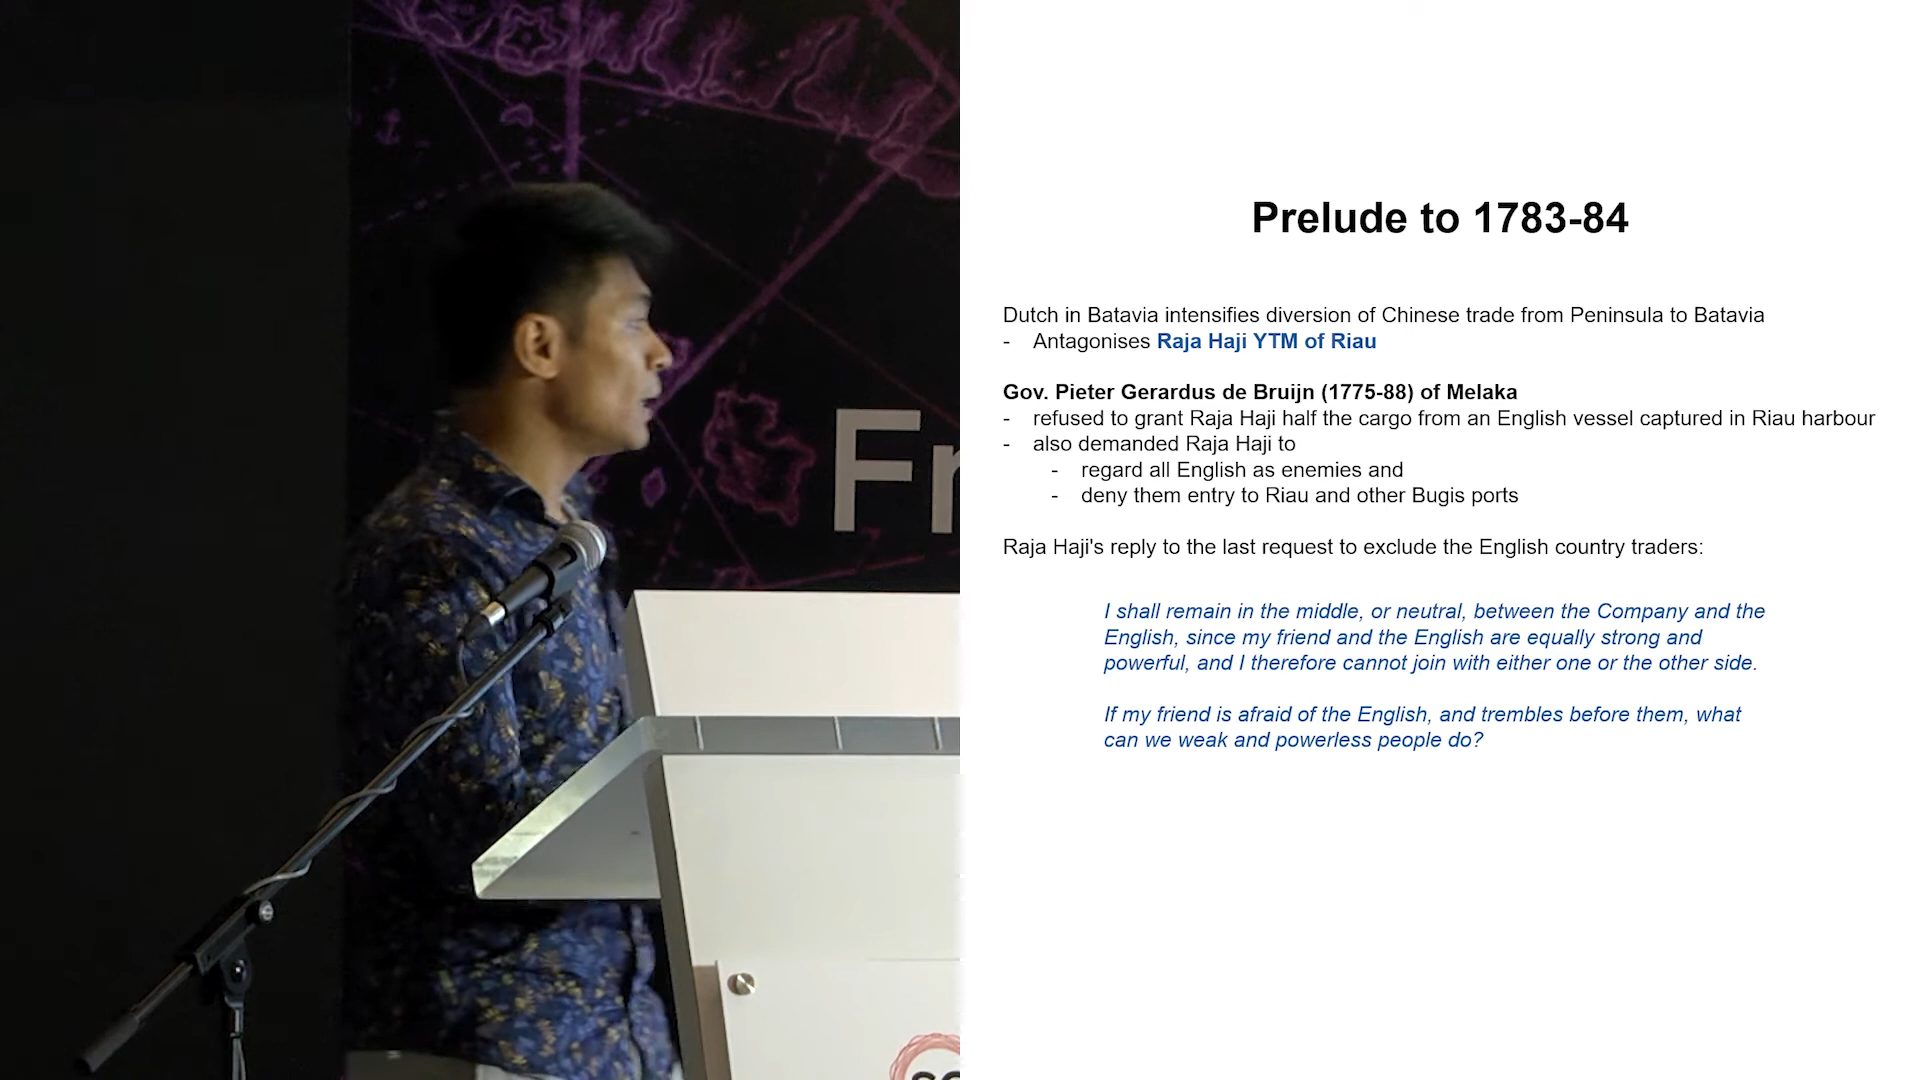 Fr
Prelude to 1783-84
Dutch in Batavia intensifies diversion of Chinese trade from Peninsula to Batavia
- Antagonises Raja Haji YTM of Riau
Gov. Pieter Gerardus de Bruijn (1775-88) of Melaka
- refused to grant Raja Haji half the cargo from an English vessel captured in Riau harbour
- also demanded Raja Haji to
- regard all English as enemies and
- deny them entry to Riau and other Bugis ports
Raja Haji's reply to the last request to exclude the English country traders:
I shall remain in the middle, or neutral, between the Company and the
English, since my friend and the English are equally strong and
powerful, and I therefore cannot join with either one or the other side.
If my friend is afraid of the English, and trembles before them, what
can we weak and powerless people do?